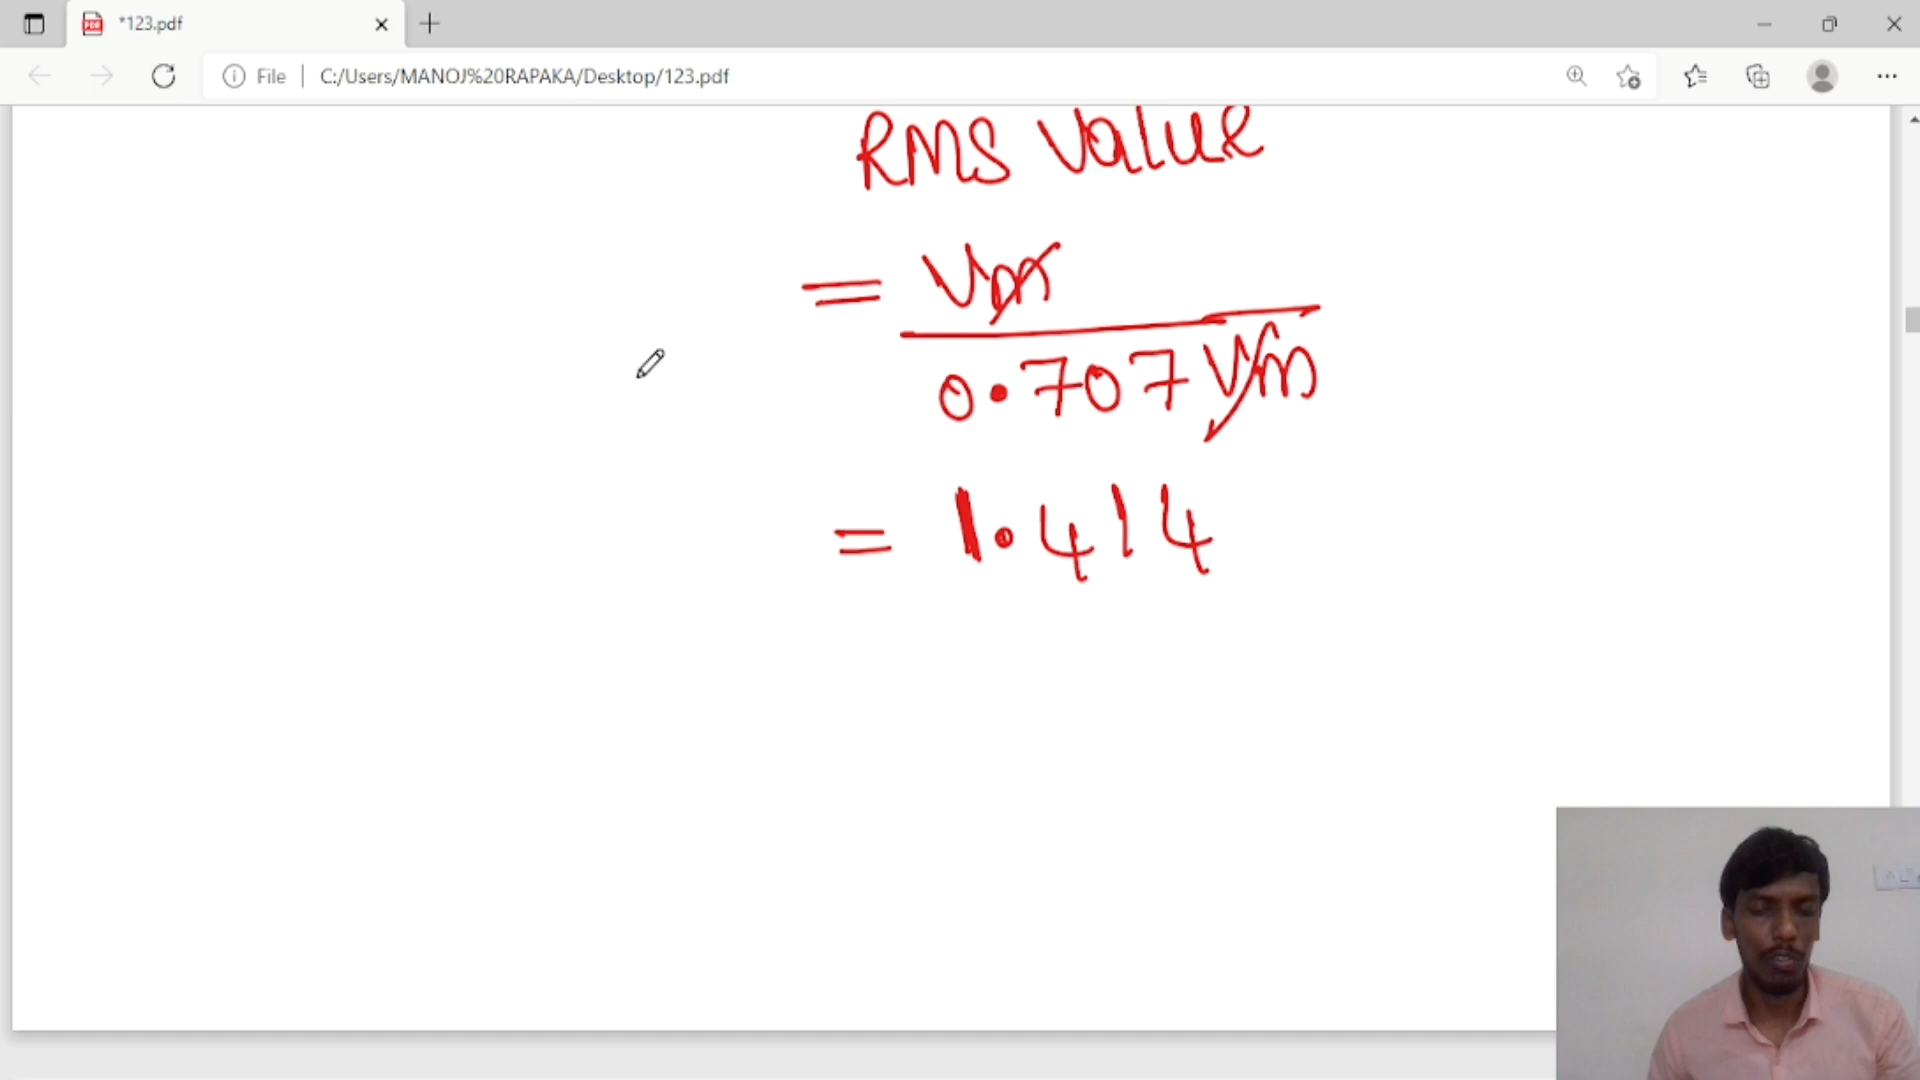 *123.pdf
File C:/Users/MANOJ%20RAPAKA/Desktop/123.pdf
RMS Value
= Vm
0.707 Vm
= 1.414